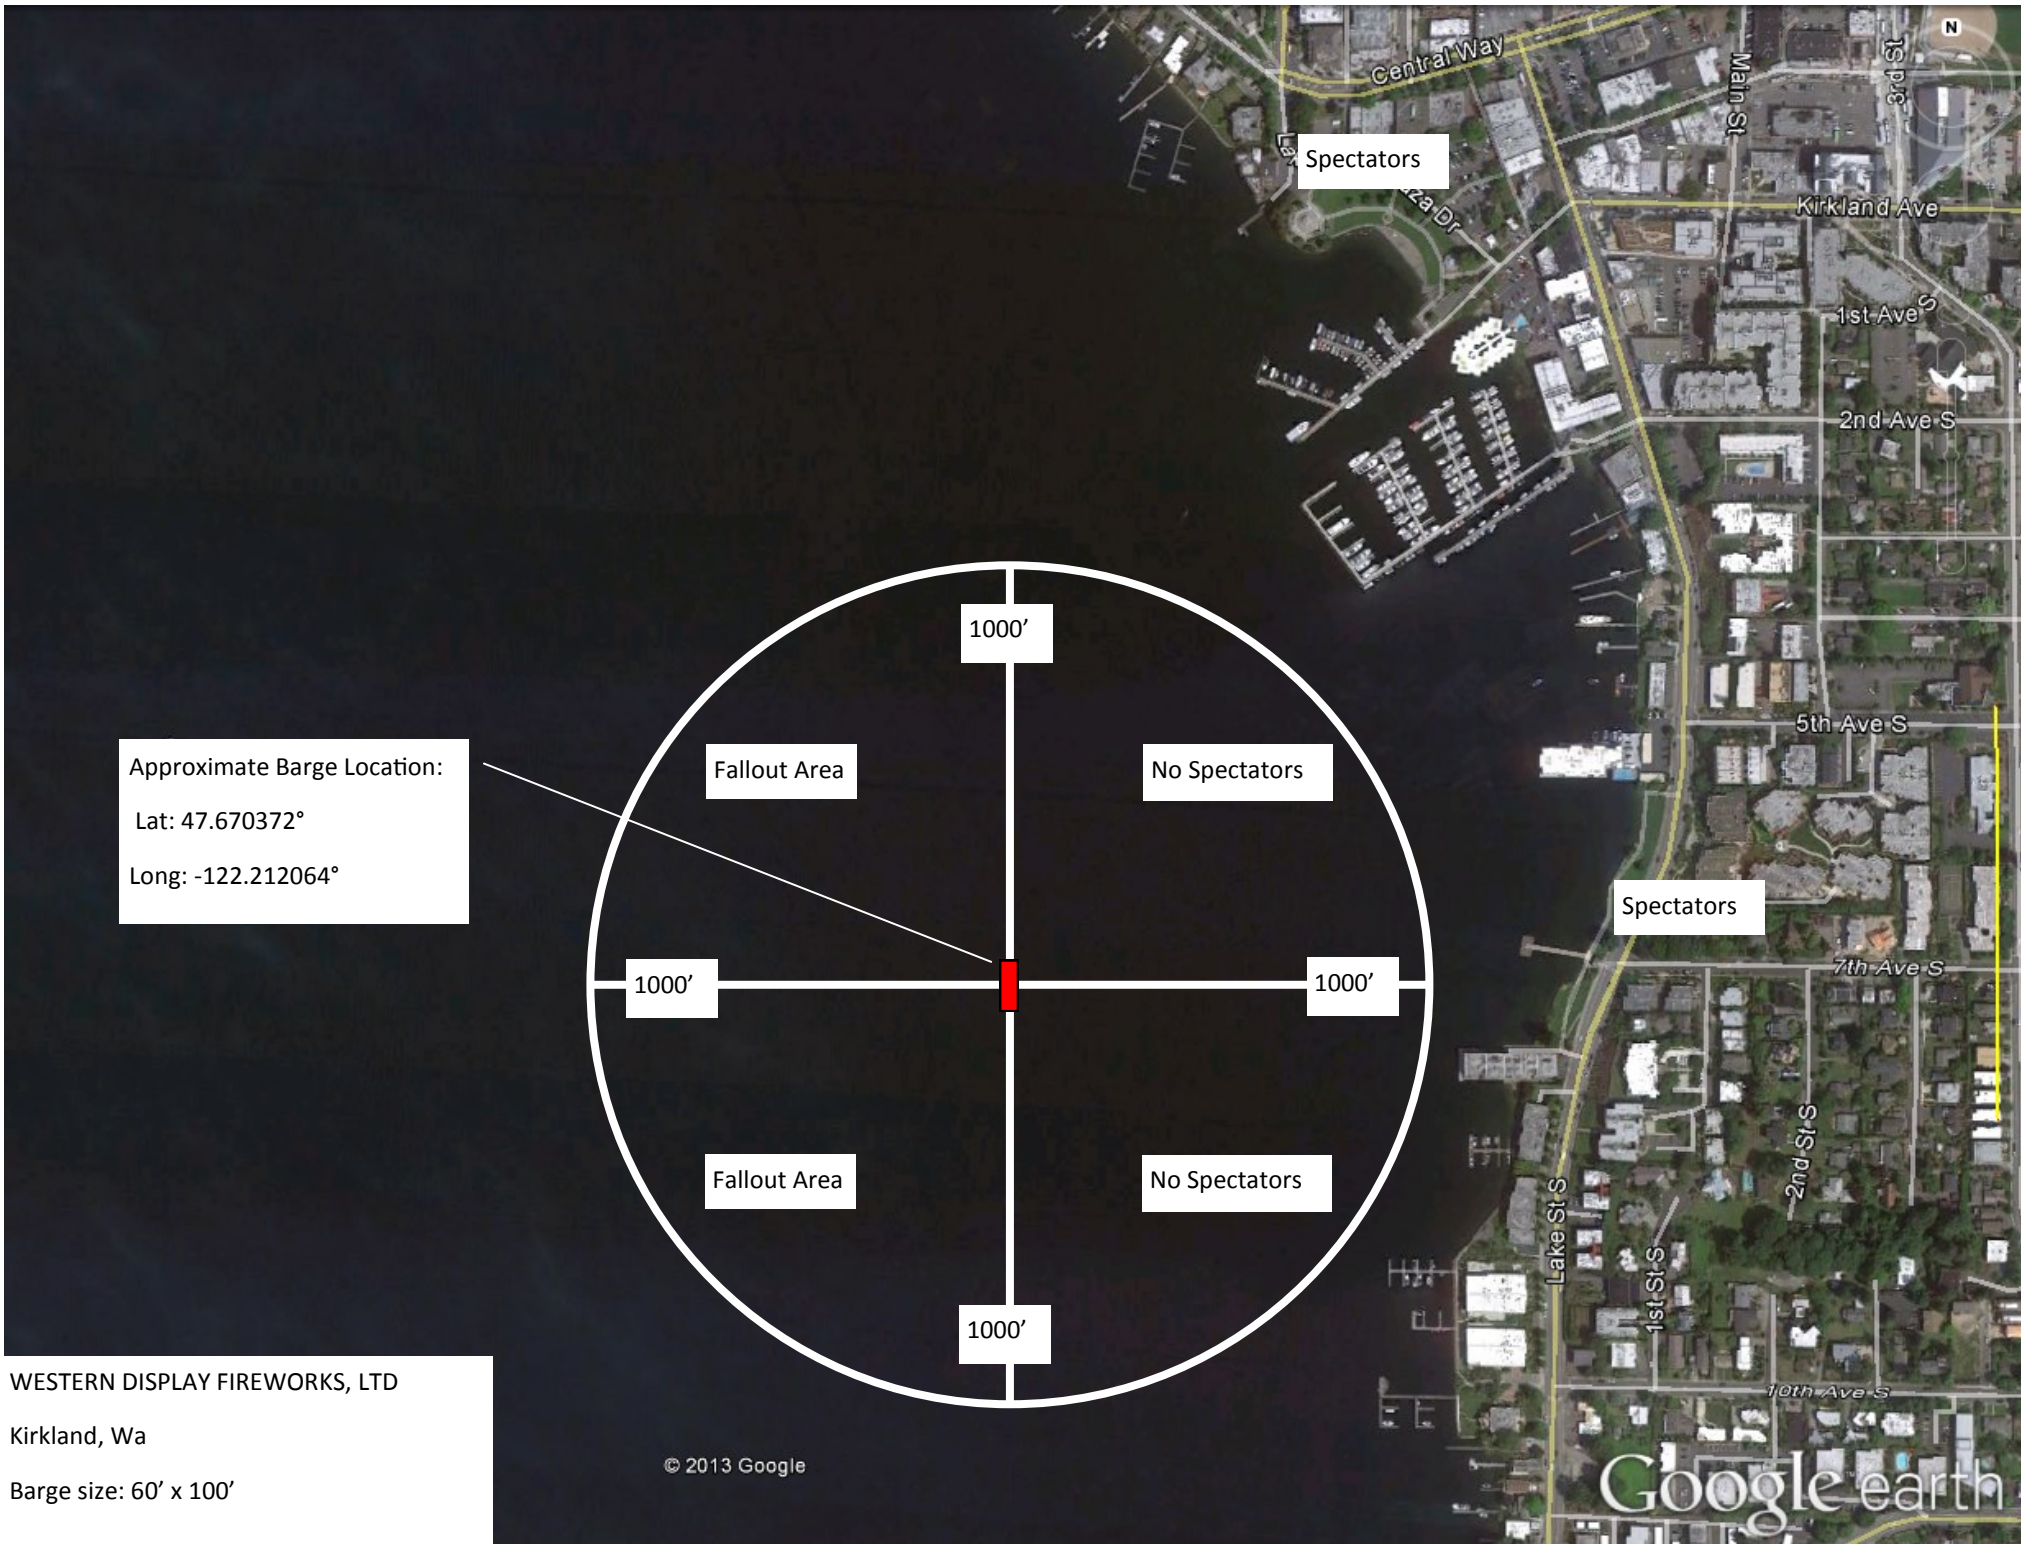 N
Central Way
Main St
3rd St
La
Spectators
aza Dr
Kirkland Ave
1st Ave S
2nd Ave S
1000’
5th Ave S
Approximate Barge Location:
Lat: 47.670372°
Long: -122.212064°
Fallout Area
No Spectators
Spectators
7th Ave S
1000’
1000’
2nd St S
Fallout Area
No Spectators
Lake St S
1st St S
1000’
10th Ave S
WESTERN DISPLAY FIREWORKS, LTD
Kirkland, Wa
Barge size: 60’ x 100’
© 2013 Google
Google earth